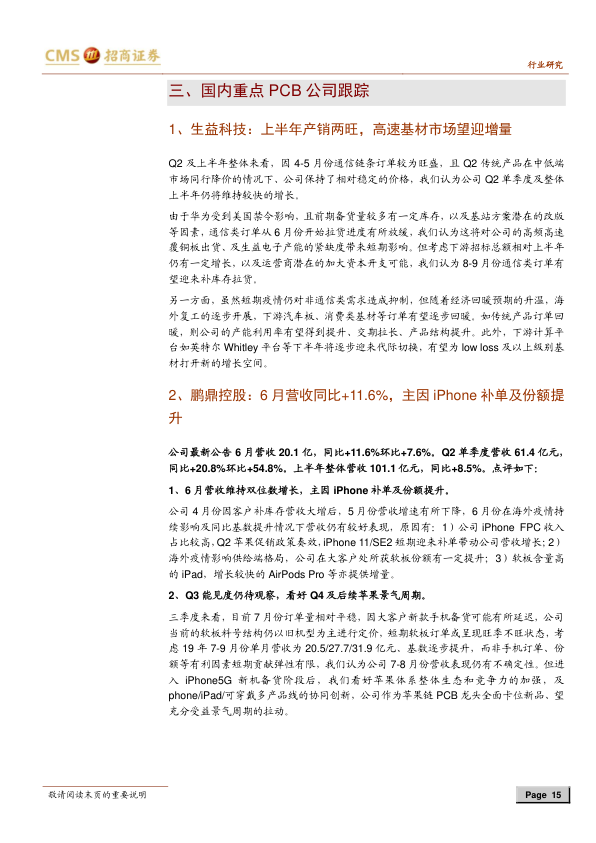 CMS 招商证券
行业研究
三、国内重点 PCB 公司跟踪
1、生益科技：上半年产销两旺，高速基材市场望迎增量
Q2 及上半年整体来看，因 4-5 月份通信链条订单较为旺盛，且 Q2 传统产品在中低端
市场同行降价的情况下、公司保持了相对稳定的价格，我们认为公司 Q2 单季度及整体
上半年仍将维持较快的增长。
由于华为受到美国禁令影响，且前期备货量较多有一定库存，以及基站方案潜在的改版
等因素，通信类订单从 6 月份开始拉货进度有所放缓，我们认为这将对公司的高频高速
覆铜板出货、及生益电子产能的紧缺度带来短期影响。但考虑下游招标总额相对上半年
仍有一定增长，以及运营商潜在的加大资本开支可能，我们认为 8-9 月份通信类订单有
望迎来补库存拉货。
另一方面，虽然短期疫情仍对非通信类需求造成抑制，但随着经济回暖预期的升温，海
外复工的逐步开展，下游汽车板、消费类基材等订单有望逐步回暖。如传统产品订单回
暖，则公司的产能利用率有望得到提升、交期拉长、产品结构提升。此外，下游计算平
台如英特尔 Whitley 平台等下半年将逐步迎来代际切换，有望为 low loss 及以上级别基
材打开新的增长空间。
2、鹏鼎控股：6 月营收同比+11.6%，主因 iPhone 补单及份额提
升
公司最新公告 6 月营收 20.1 亿，同比+11.6%环比+7.6%。Q2 单季度营收 61.4 亿元，
同比+20.8%环比+54.8%。上半年整体营收 101.1 亿元，同比+8.5%。点评如下：
1、6 月营收维持双位数增长，主因 iPhone 补单及份额提升。
公司 4 月份因客户补库存营收大增后，5 月份营收增速有所下降，6 月份在海外疫情持
续影响及同比基数提升情况下营收仍有较好表现，原因有：1）公司 iPhone FPC 收入
占比较高，Q2 苹果促销政策奏效，iPhone 11/SE2 短期迎来补单带动公司营收增长；2）
海外疫情影响供给端格局，公司在大客户处所获软板份额有一定提升；3）软板含量高
的 iPad，增长较快的 AirPods Pro 等亦提供增量。
2、Q3 能见度仍待观察，看好 Q4 及后续苹果景气周期。
三季度来看，目前 7 月份订单量相对平稳，因大客户新款手机备货可能有所延迟，公司
当前的软板料号结构仍以旧机型为主进行定价，短期软板订单或呈现旺季不旺状态，考
虑 19 年 7-9 月份单月营收为 20.5/27.7/31.9 亿元、基数逐步提升，而非手机订单、份
额等有利因素短期贡献弹性有限，我们认为公司 7-8 月份营收表现仍有不确定性。但进
入 iPhone5G 新机备货阶段后，我们看好苹果体系整体生态和竞争力的加强，及
phone/iPad/可穿戴多产品线的协同创新，公司作为苹果链 PCB 龙头全面卡位新品、望
充分受益景气周期的拉动。
敬请阅读末页的重要说明
Page 15